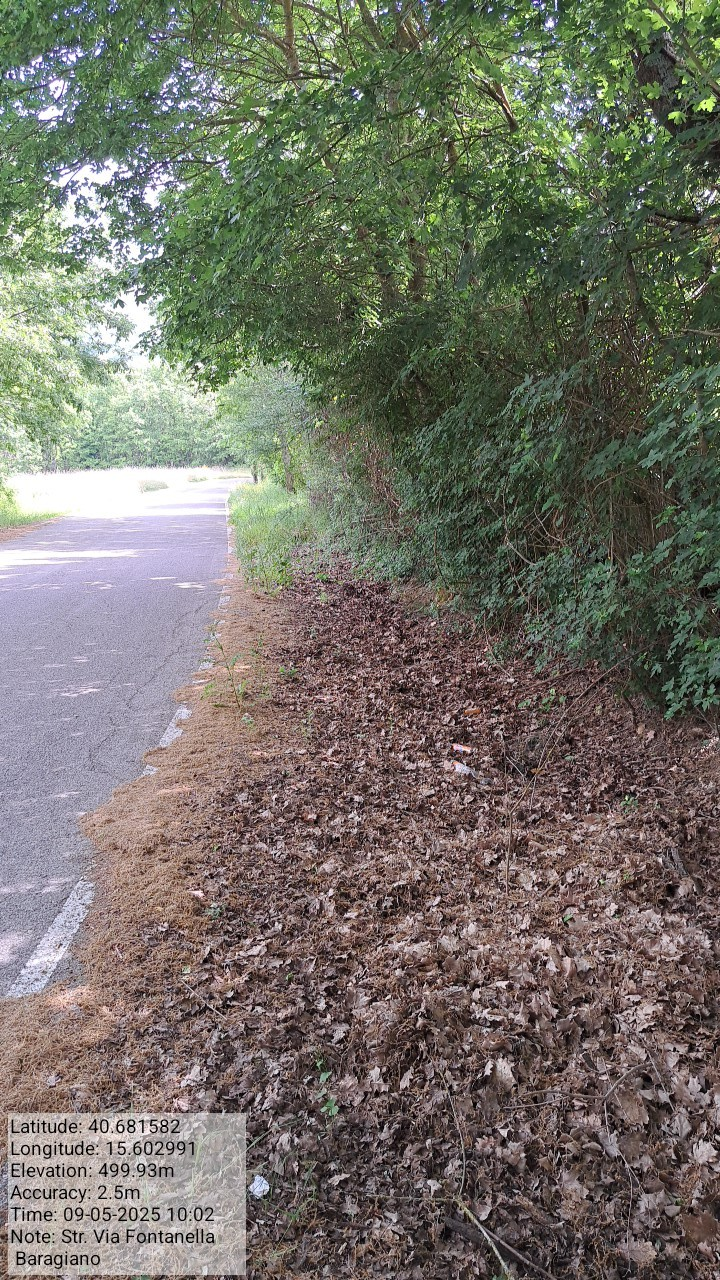 Latitude: 40.681582
Longitude: 15.602991
Elevation: 499.93m
Accuracy: 2.5m
Time: 09-05-2025 10:02
Note: Str. Via Fontanella
Baragiano